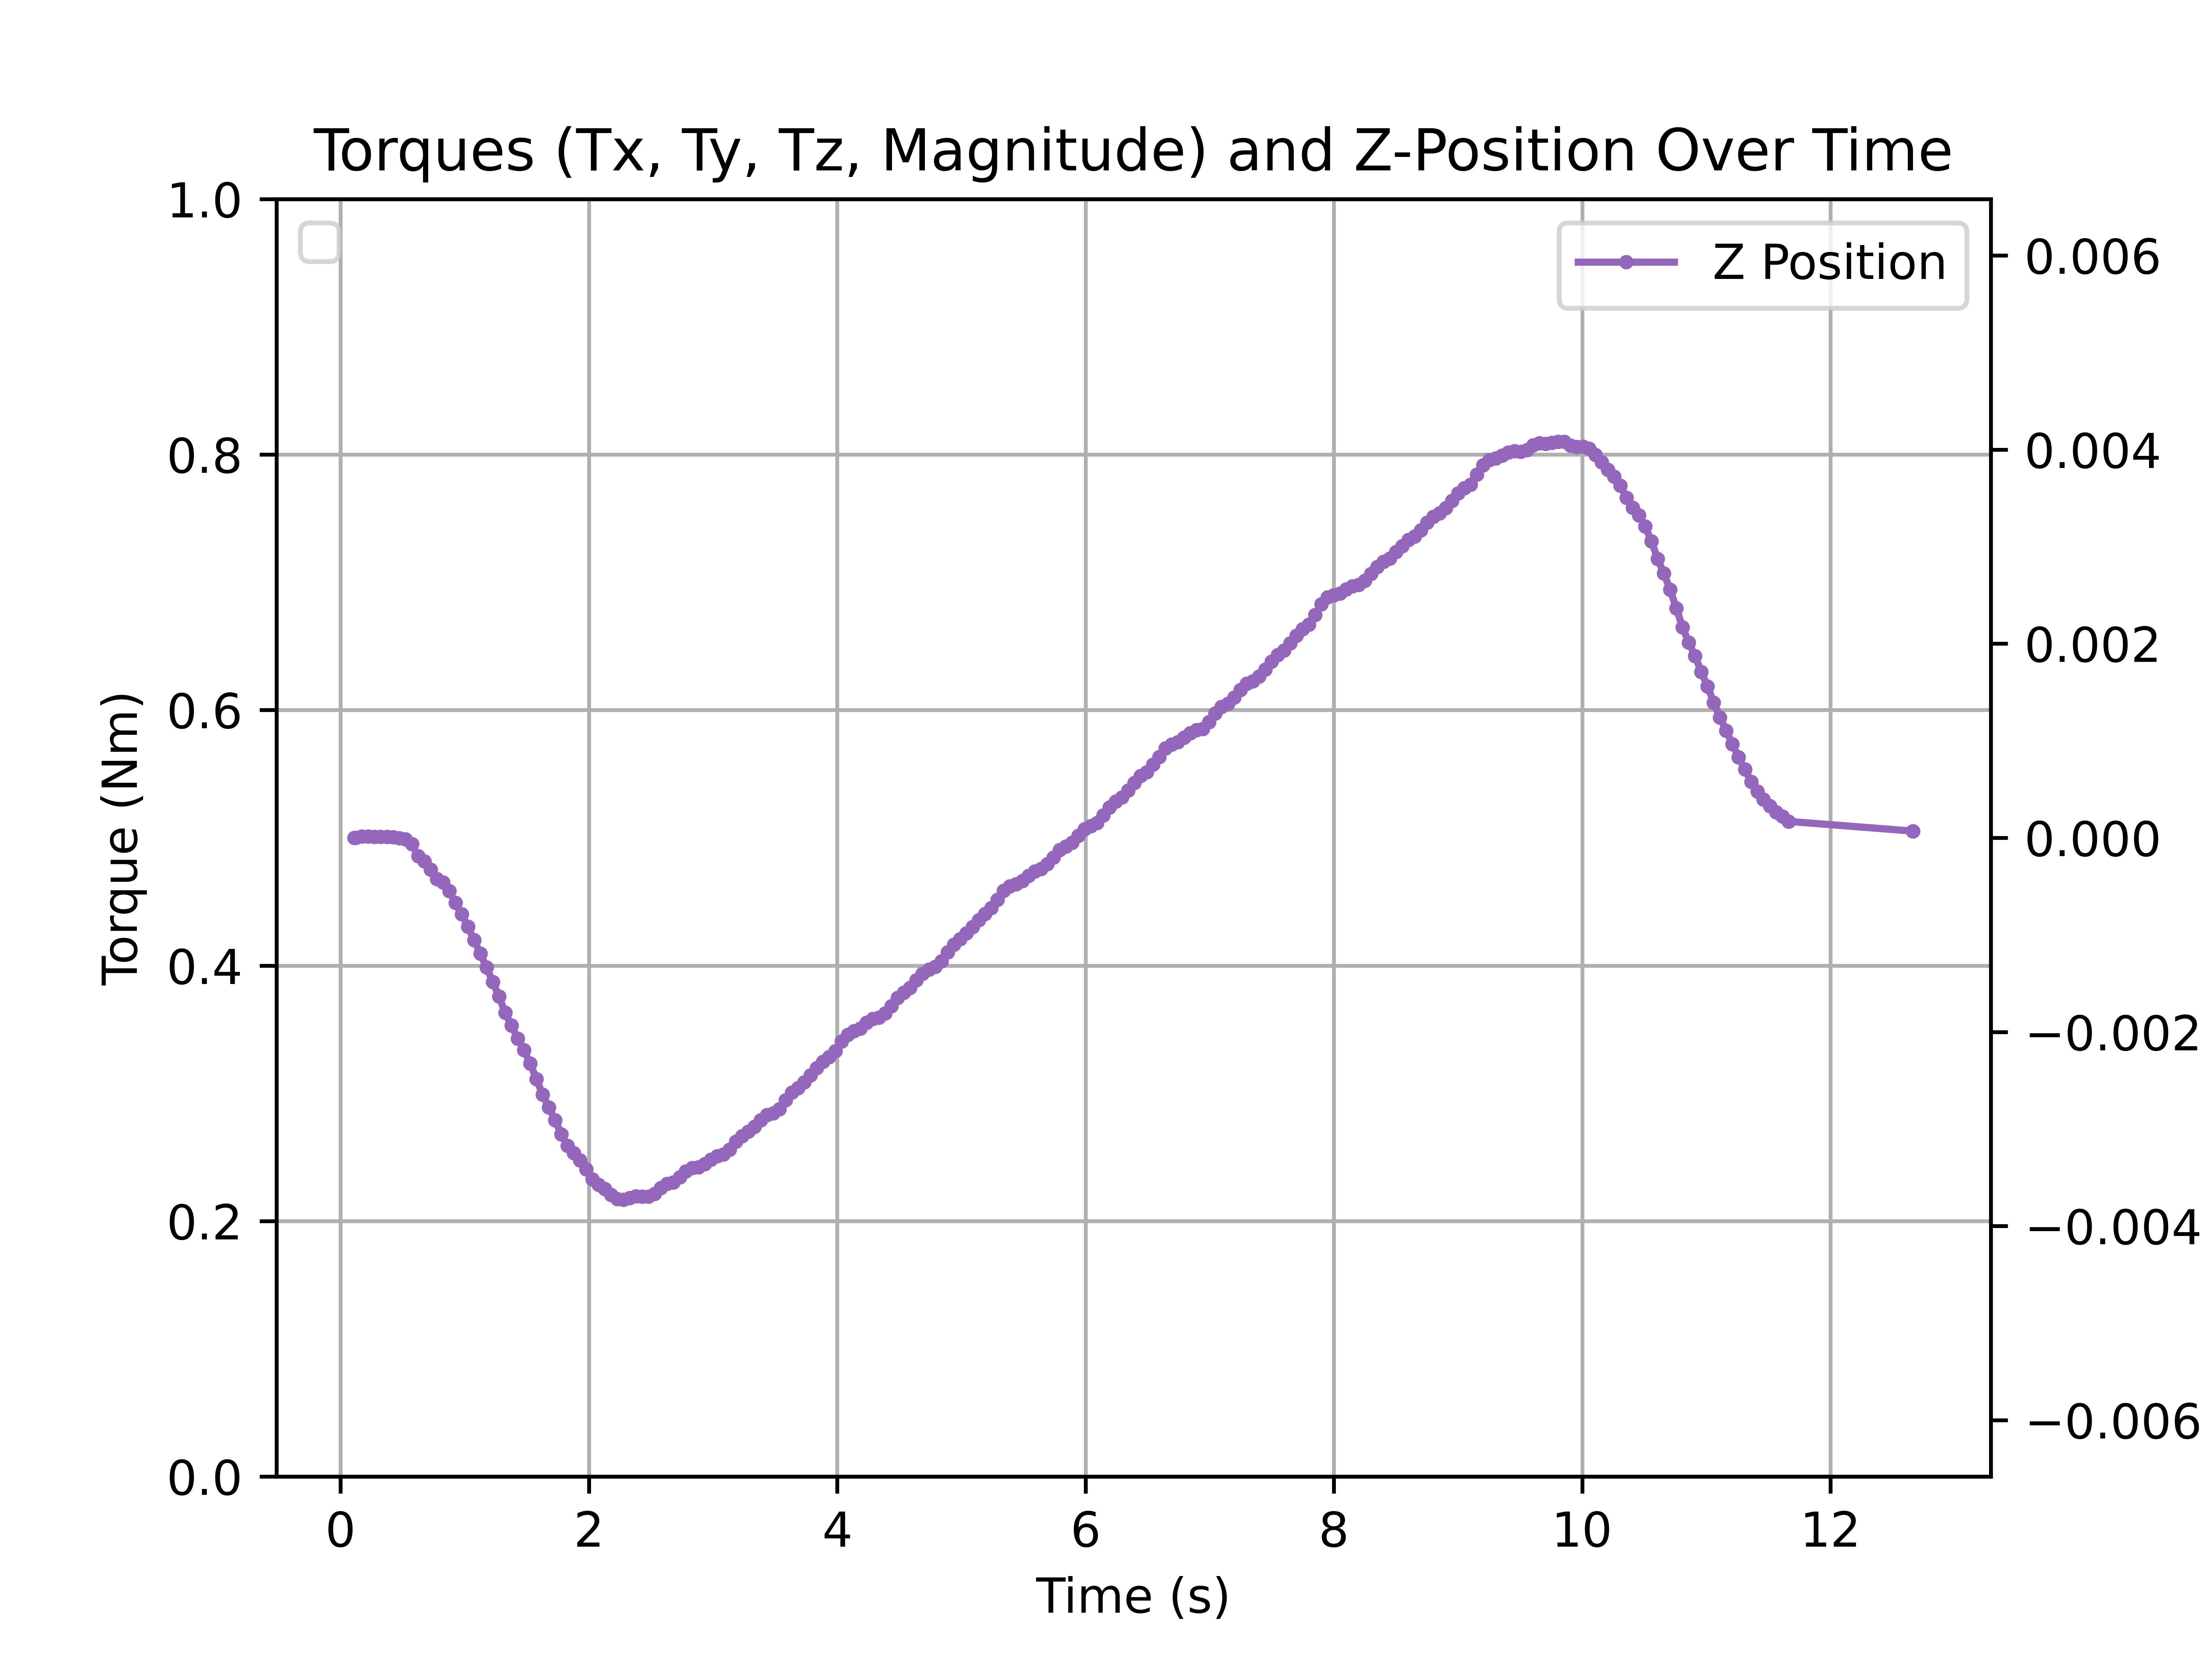 Torques (Tx, Ty, Tz, Magnitude) and Z-Position Over Time
Z Position
Torque (Nm)
1.0
0.8
0.6
0.4
0.2
0.0
0.006
0.004
0.002
0.000
−0.002
−0.004
−0.006
0 2 4 6 8 10 12
Time (s)